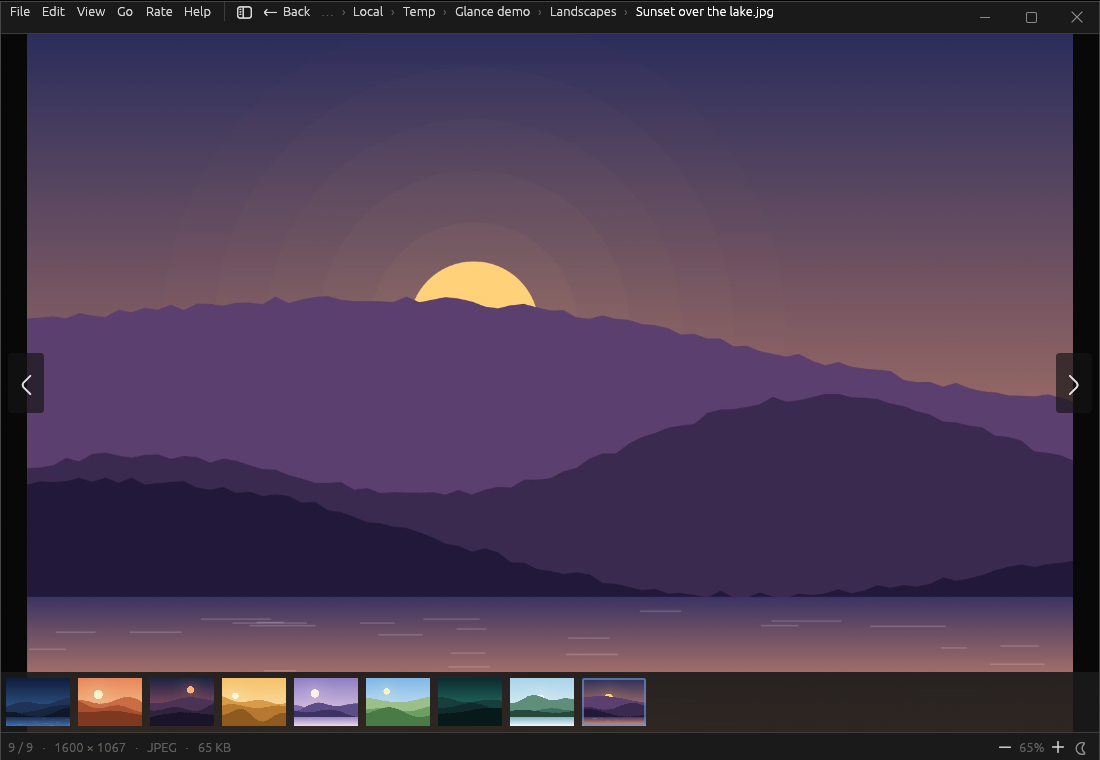 File Edit View Go Rate Help ← Back ... › Local › Temp › Glance demo › Landscapes › Sunset over the lake.jpg
9 / 9 · 1600 × 1067 · JPEG · 65 KB − 65% +